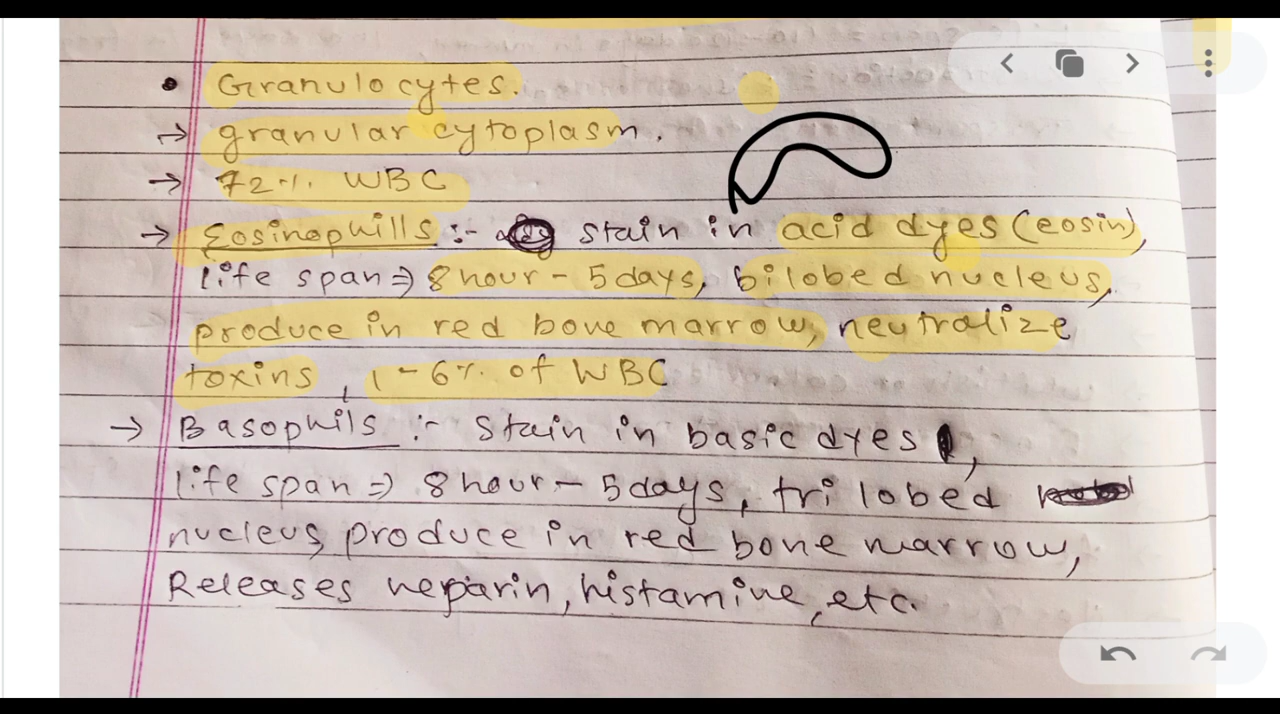 • Granulocytes.
→ granular cytoplasm.
→ 72%. WBC
→ Eosinophills :- stain in acid dyes (eosin),
life span ⇒ 8 hour - 5 days, bilobed nucleus,
produce in red bone marrow, neutralize
toxins, 1-6% of WBC
→ Basophils :- stain in basic dyes,
life span ⇒ 8 hour - 5 days, tri lobed
nucleus, produce in red bone marrow,
Releases heparin, histamine, etc.